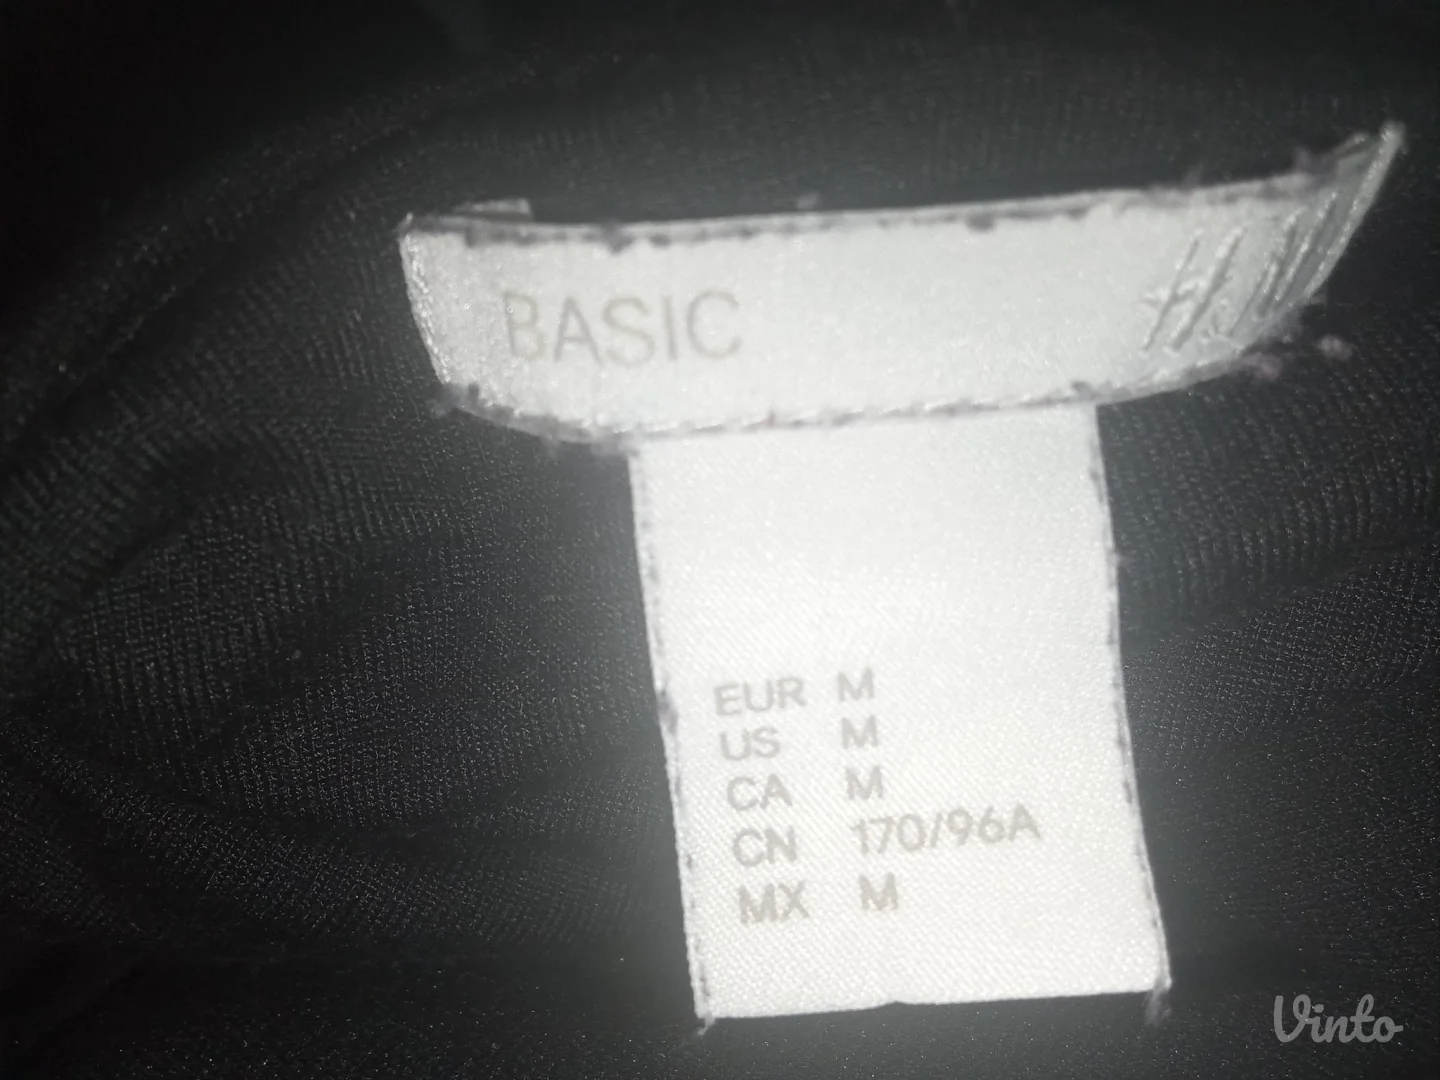 BASIC
EUR M
US M
CA M
CN 170/96A
MX M
Vinto